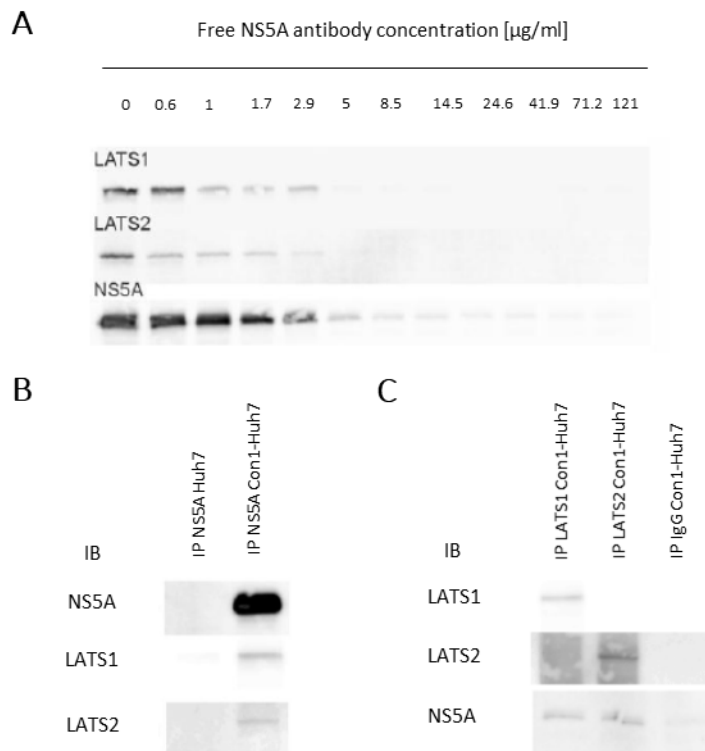 A
Free NS5A antibody concentration [µg/ml]
0 0.6 1 1.7 2.9 5 8.5 14.5 24.6 41.9 71.2 121
LATS1
LATS2
NS5A
B
IP NS5A Huh7
IP NS5A Con1-Huh7
IB
NS5A
LATS1
LATS2
C
IP LATS1 Con1-Huh7
IP LATS2 Con1-Huh7
IP IgG Con1-Huh7
IB
LATS1
LATS2
NS5A